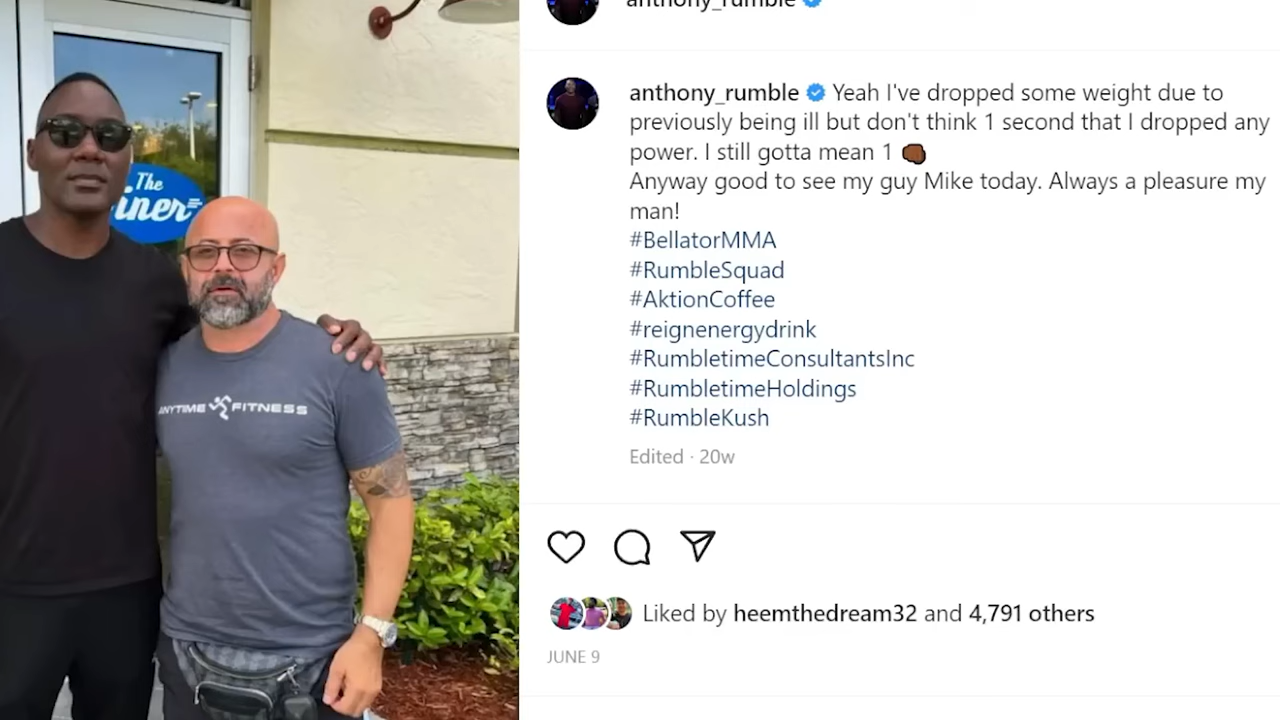 anthony_rumble
anthony_rumble Yeah I've dropped some weight due to
previously being ill but don't think 1 second that I dropped any
power. I still gotta mean 1 👊🏾
Anyway good to see my guy Mike today. Always a pleasure my
man!
#BellatorMMA
#RumbleSquad
#AktionCoffee
#reignenergydrink
#RumbletimeConsultantsInc
#RumbletimeHoldings
#RumbleKush
Edited · 20w
Liked by heemthedream32 and 4,791 others
JUNE 9
The
ANYTIME FITNESS